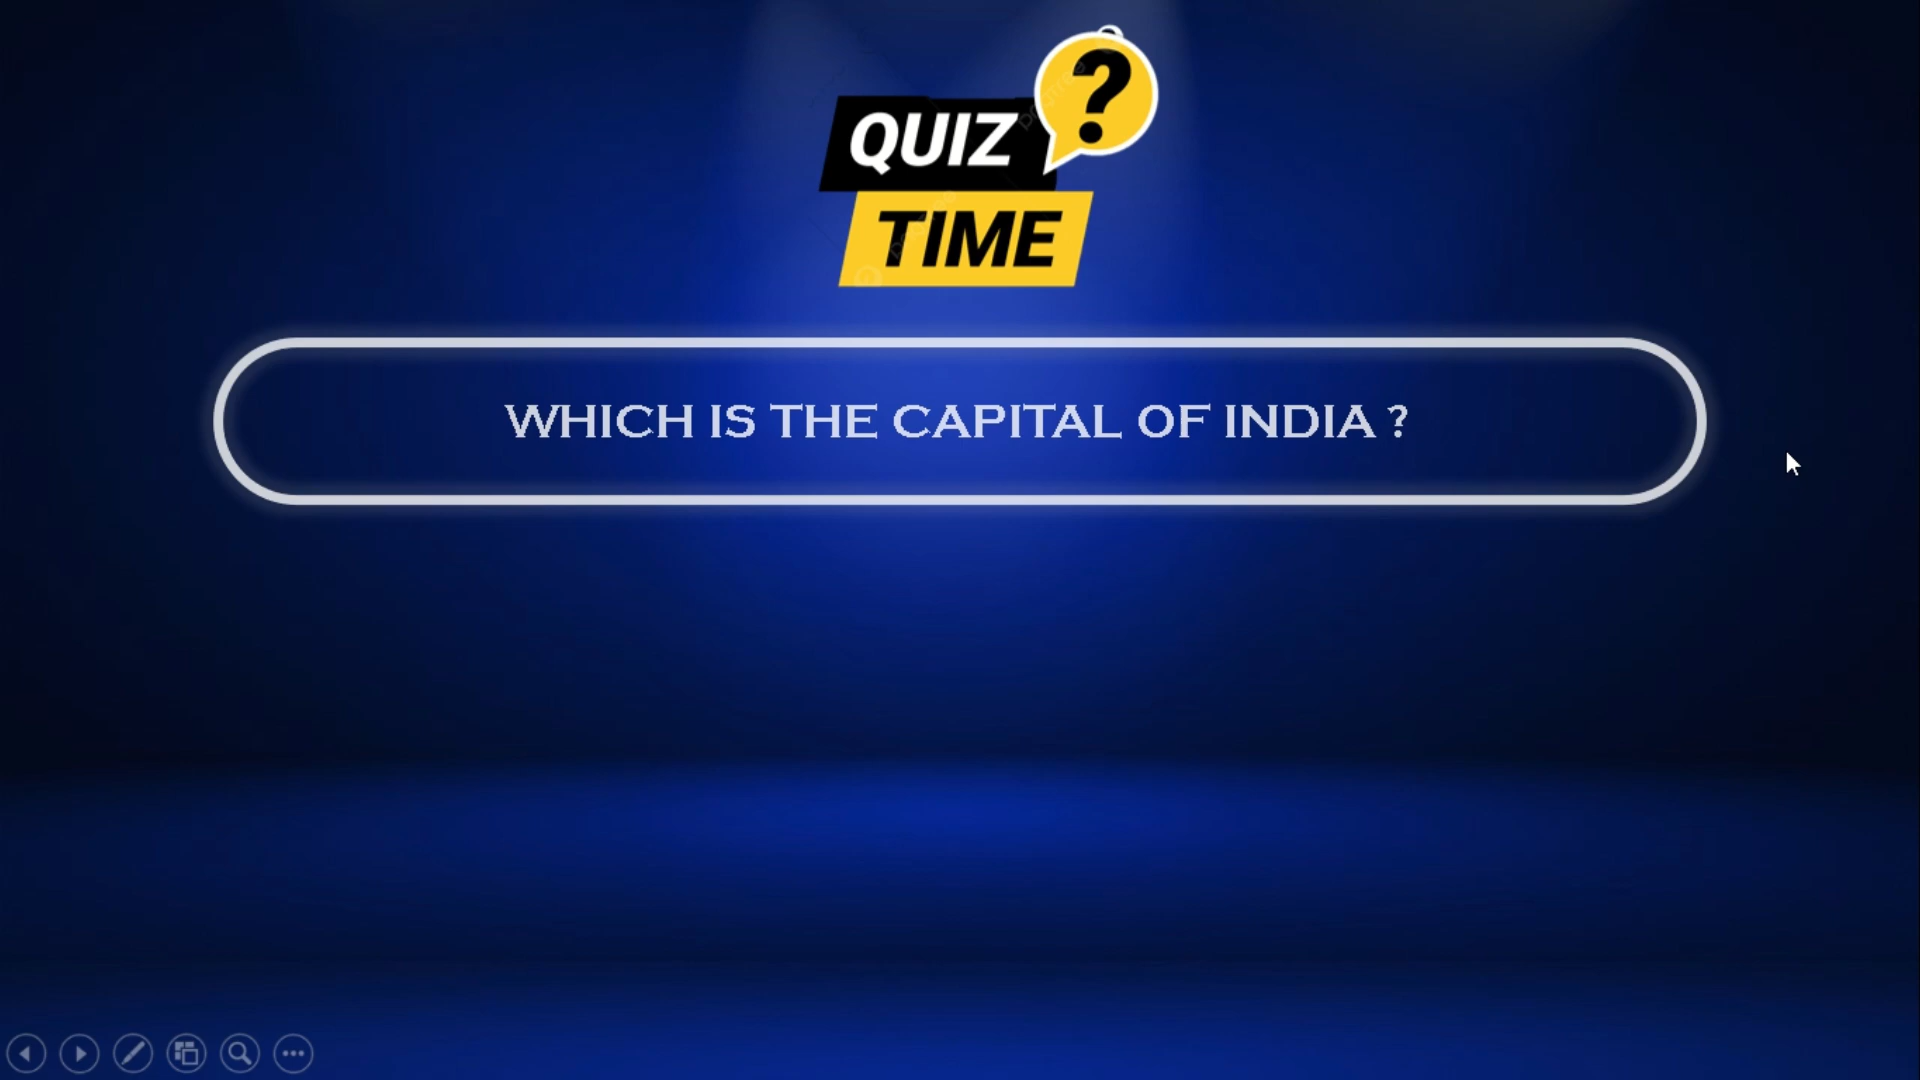 QUIZ
?
TIME
WHICH IS THE CAPITAL OF INDIA ?